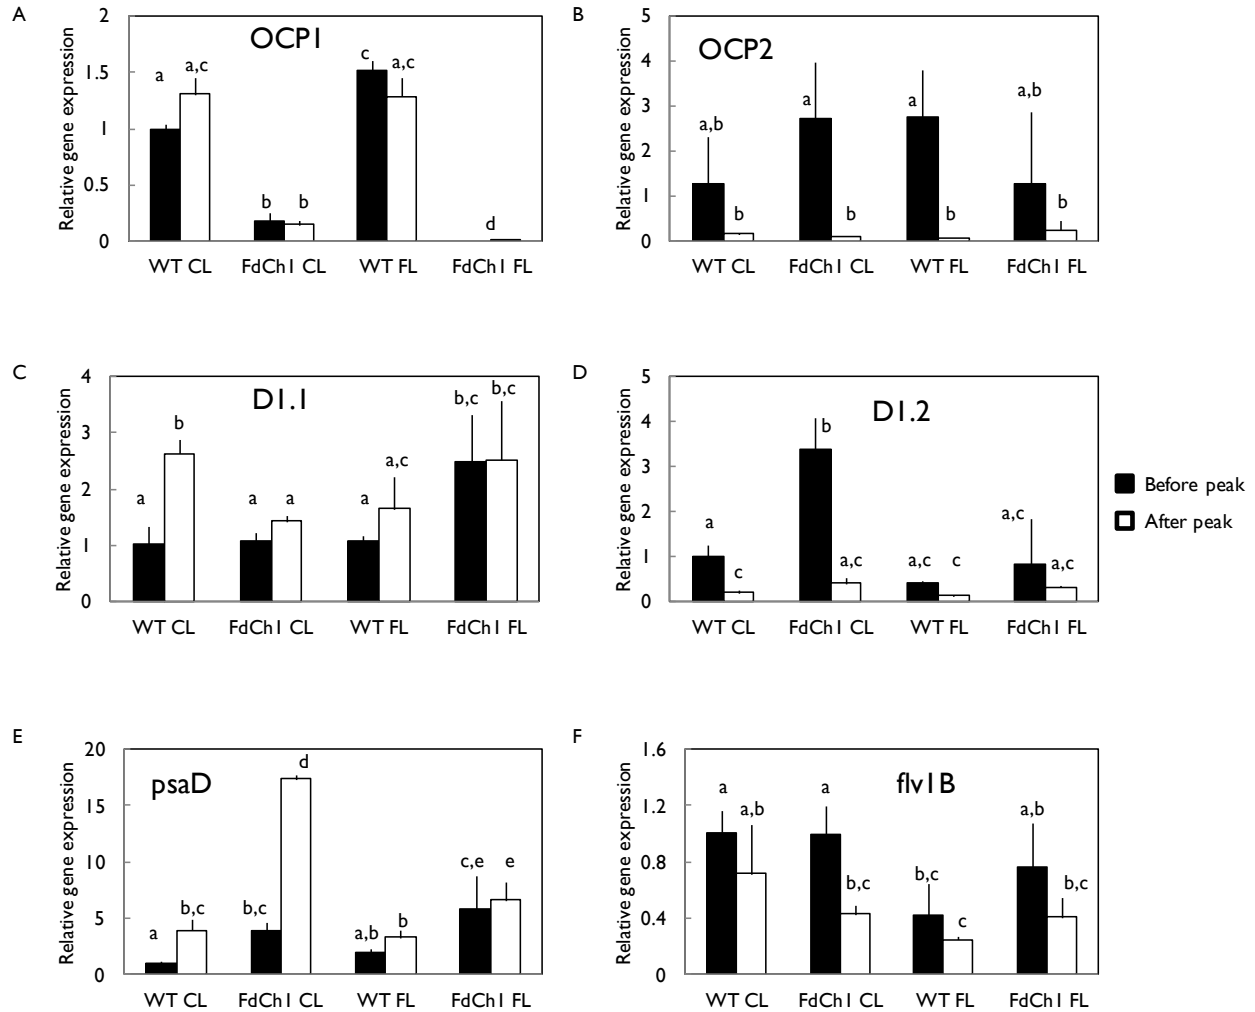 A
OCP1
Relative gene expression
2
1.5
1
0.5
0
a
a,c
b
b
c
a,c
d
WT CL
FdCh1 CL
WT FL
FdCh1 FL
B
OCP2
Relative gene expression
5
4
3
2
1
0
a,b
b
a
b
a
b
a,b
b
WT CL
FdCh1 CL
WT FL
FdCh1 FL
C
D1.1
Relative gene expression
4
3
2
1
0
a
b
a
a
a
a,c
b,c
b,c
WT CL
FdCh1 CL
WT FL
FdCh1 FL
D
D1.2
Relative gene expression
5
4
3
2
1
0
a
c
b
a,c
a,c
c
a,c
a,c
WT CL
FdCh1 CL
WT FL
FdCh1 FL
Before peak
After peak
E
psaD
Relative gene expression
20
15
10
5
0
a
b,c
b,c
d
a,b
b
c,e
e
WT CL
FdCh1 CL
WT FL
FdCh1 FL
F
flv1B
Relative gene expression
1.6
1.2
0.8
0.4
0
a
a,b
a
b,c
b,c
c
a,b
b,c
WT CL
FdCh1 CL
WT FL
FdCh1 FL